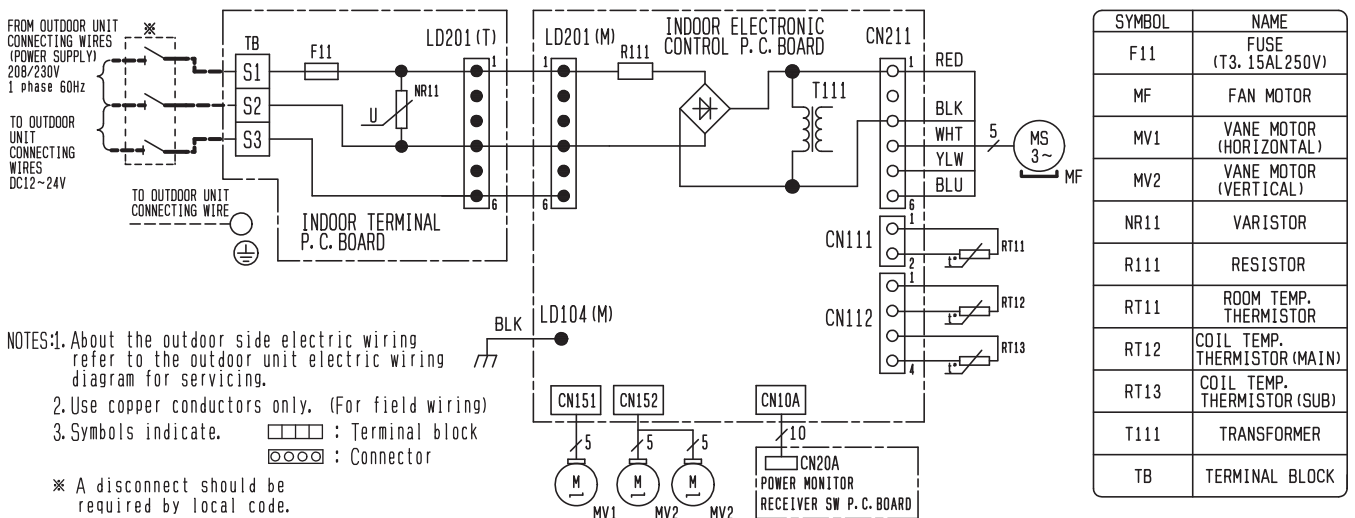 FROM OUTDOOR UNIT
CONNECTING WIRES
(POWER SUPPLY)
208/230V
1 phase 60Hz
TO OUTDOOR
UNIT
CONNECTING
WIRES
DC12~24V
※
TB
S1
S2
S3
F11
U
NR11
LD201(T)
1
6
TO OUTDOOR UNIT
CONNECTING WIRE
INDOOR TERMINAL
P.C.BOARD
LD201(M)
1
6
R111
INDOOR ELECTRONIC
CONTROL P.C.BOARD
T111
CN211
1
6
RED
BLK
WHT
YLW
BLU
5
MS
3~
MF
CN111
1
2
t°
RT11
CN112
1
4
t°
RT12
t°
RT13
BLK
LD104(M)
CN151
5
M
MV1
CN152
5
M
MV2
5
M
MV2
CN10A
10
CN20A
POWER MONITOR
RECEIVER SW P.C.BOARD
NOTES:1. About the outdoor side electric wiring
refer to the outdoor unit electric wiring
diagram for servicing.
2. Use copper conductors only. (For field wiring)
3. Symbols indicate.
: Terminal block
: Connector
※ A disconnect should be
required by local code.
SYMBOL NAME
F11 FUSE
(T3.15AL250V)
MF FAN MOTOR
MV1 VANE MOTOR
(HORIZONTAL)
MV2 VANE MOTOR
(VERTICAL)
NR11 VARISTOR
R111 RESISTOR
RT11 ROOM TEMP.
THERMISTOR
RT12 COIL TEMP.
THERMISTOR(MAIN)
RT13 COIL TEMP.
THERMISTOR(SUB)
T111 TRANSFORMER
TB TERMINAL BLOCK